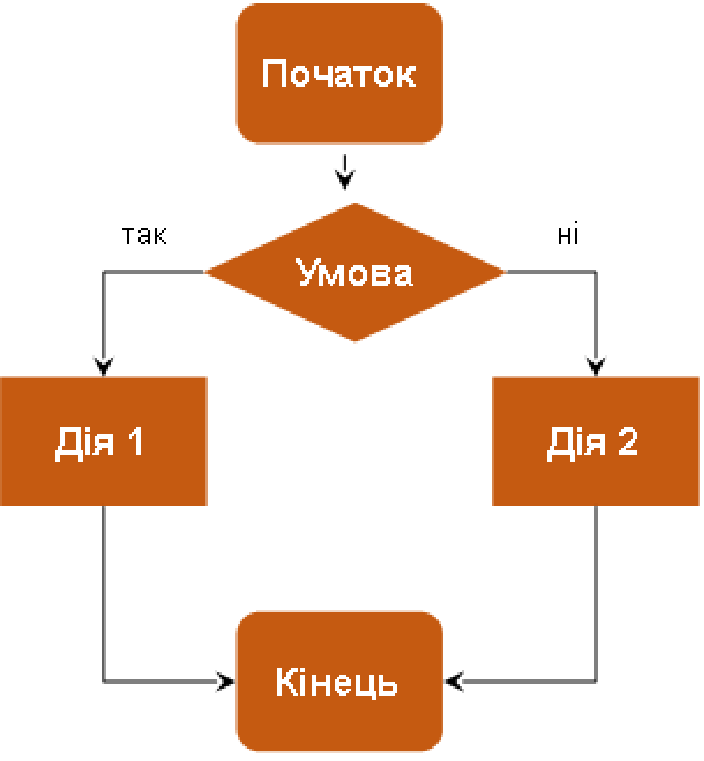 Початок
так
ні
Умова
Дія 1
Дія 2
Кінець